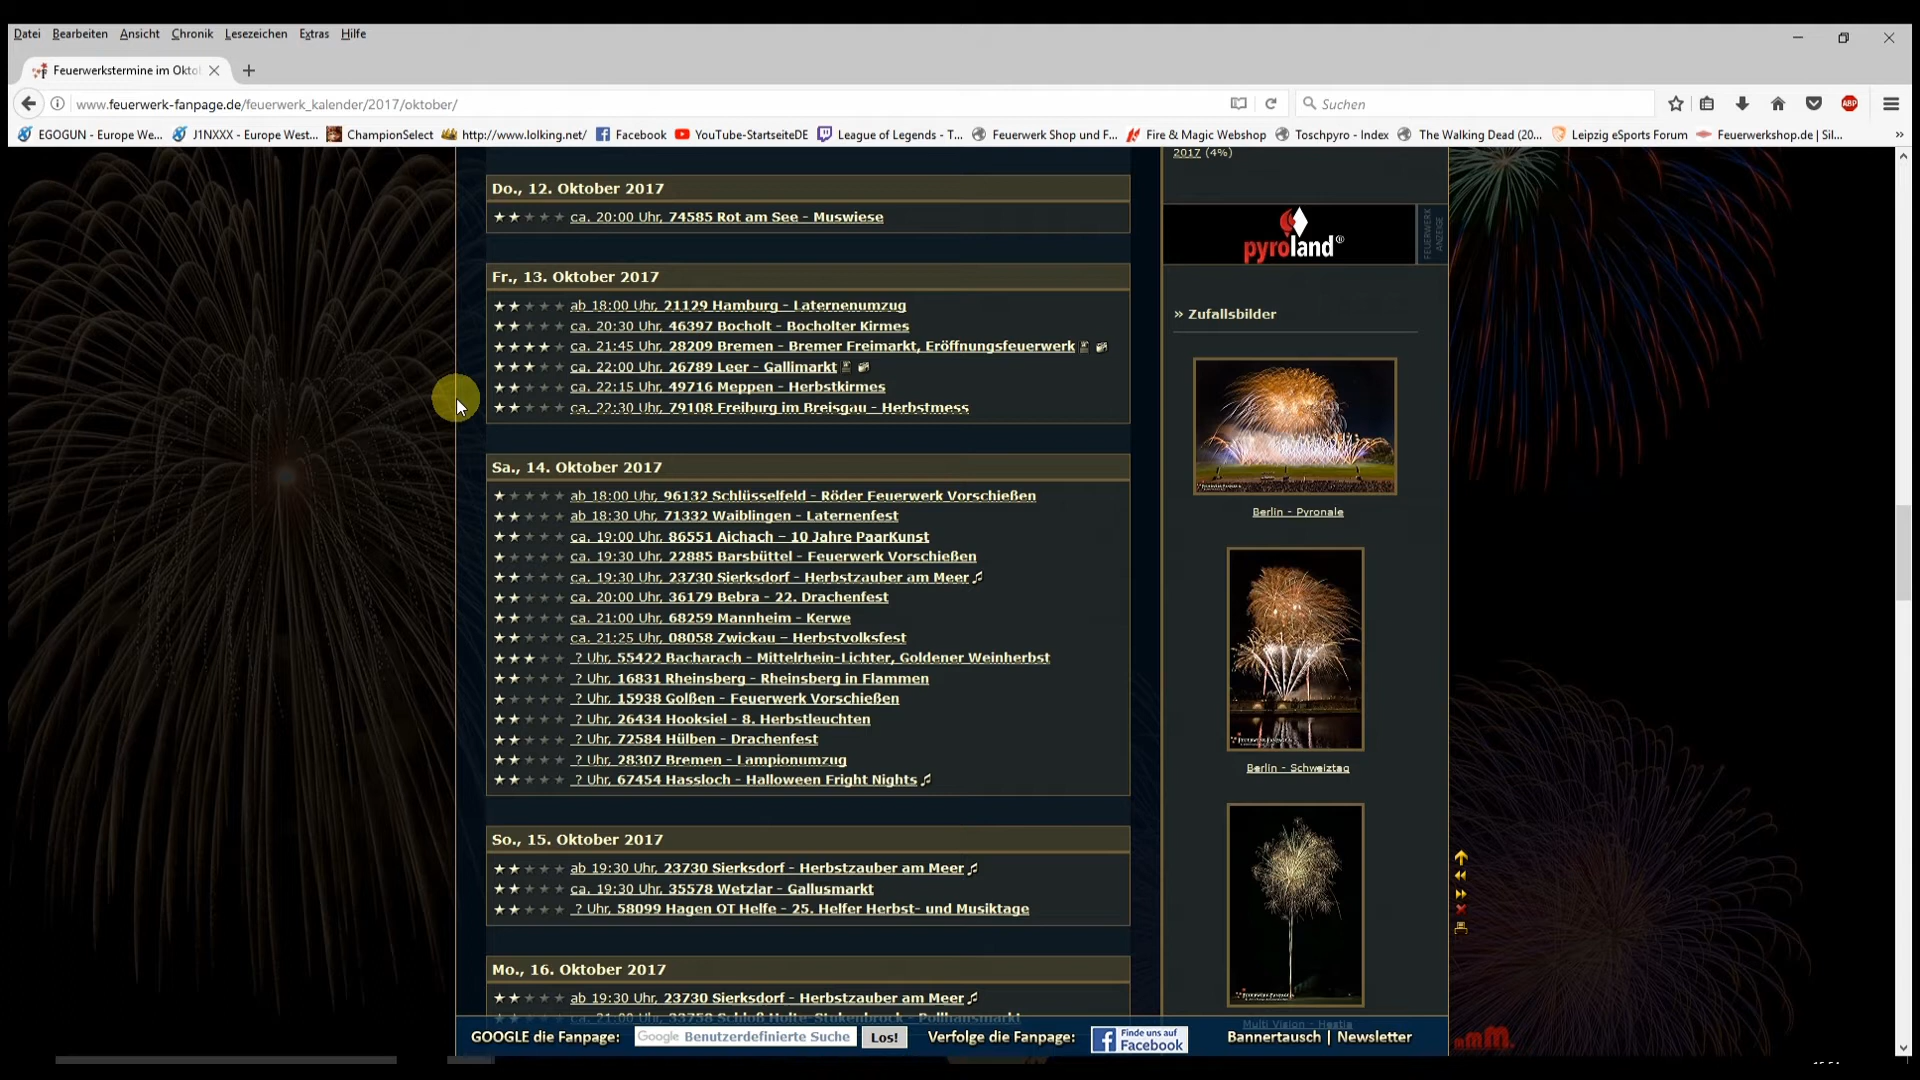 Datei Bearbeiten Ansicht Chronik Lesezeichen Extras Hilfe
Feuerwerkstermine im Okto
www.feuerwerk-fanpage.de/feuerwerk_kalender/2017/oktober/
Suchen
ABP
EGOGUN - Europe We... J1NXXX - Europe West... ChampionSelect http://www.lolking.net/ Facebook YouTube-StartseiteDE League of Legends - T... Feuerwerk Shop und F... Fire & Magic Webshop Toschpyro - Index The Walking Dead (20... Leipzig eSports Forum Feuerwerkshop.de | Sil...
2017 (4%)
Do., 12. Oktober 2017
ca. 20:00 Uhr, 74585 Rot am See - Muswiese
Fr., 13. Oktober 2017
ab 18:00 Uhr, 21129 Hamburg - Laternenumzug
ca. 20:30 Uhr, 46397 Bocholt - Bocholter Kirmes
ca. 21:45 Uhr, 28209 Bremen - Bremer Freimarkt, Eröffnungsfeuerwerk
ca. 22:00 Uhr, 26789 Leer - Gallimarkt
ca. 22:15 Uhr, 49716 Meppen - Herbstkirmes
ca. 22:30 Uhr, 79108 Freiburg im Breisgau - Herbstmess
Sa., 14. Oktober 2017
ab 18:00 Uhr, 96132 Schlüsselfeld - Röder Feuerwerk Vorschießen
ab 18:30 Uhr, 71332 Waiblingen - Laternenfest
ca. 19:00 Uhr, 86551 Aichach – 10 Jahre PaarKunst
ca. 19:30 Uhr, 22885 Barsbüttel - Feuerwerk Vorschießen
ca. 19:30 Uhr, 23730 Sierksdorf - Herbstzauber am Meer
ca. 20:00 Uhr, 36179 Bebra - 22. Drachenfest
ca. 21:00 Uhr, 68259 Mannheim - Kerwe
ca. 21:25 Uhr, 08058 Zwickau – Herbstvolksfest
? Uhr, 55422 Bacharach - Mittelrhein-Lichter, Goldener Weinherbst
? Uhr, 16831 Rheinsberg - Rheinsberg in Flammen
? Uhr, 15938 Golßen - Feuerwerk Vorschießen
? Uhr, 26434 Hooksiel - 8. Herbstleuchten
? Uhr, 72584 Hülben - Drachenfest
? Uhr, 28307 Bremen - Lampionumzug
? Uhr, 67454 Hassloch - Halloween Fright Nights
So., 15. Oktober 2017
ab 19:30 Uhr, 23730 Sierksdorf - Herbstzauber am Meer
ca. 19:30 Uhr, 35578 Wetzlar - Gallusmarkt
? Uhr, 58099 Hagen OT Helfe - 25. Helfer Herbst- und Musiktage
Mo., 16. Oktober 2017
ab 19:30 Uhr, 23730 Sierksdorf - Herbstzauber am Meer
ca. 21:00 Uhr, 33758 Schloß Holte-Stukenbrock - Pollhansmarkt
pyroland®
FEUERWERK
ANZEIGE
» Zufallsbilder
Berlin - Pyronale
Berlin - Schweiztag
Multi Vision - Hestia
GOOGLE die Fanpage: Google Benutzerdefinierte Suche Los! Verfolge die Fanpage: Finde uns auf Facebook Bannertausch | Newsletter